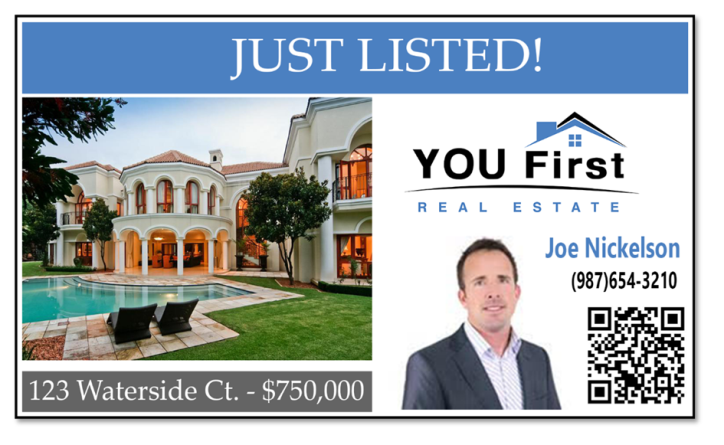 JUST LISTED!
YOU First
REAL ESTATE
Joe Nickelson
(987)654-3210
123 Waterside Ct. - $750,000